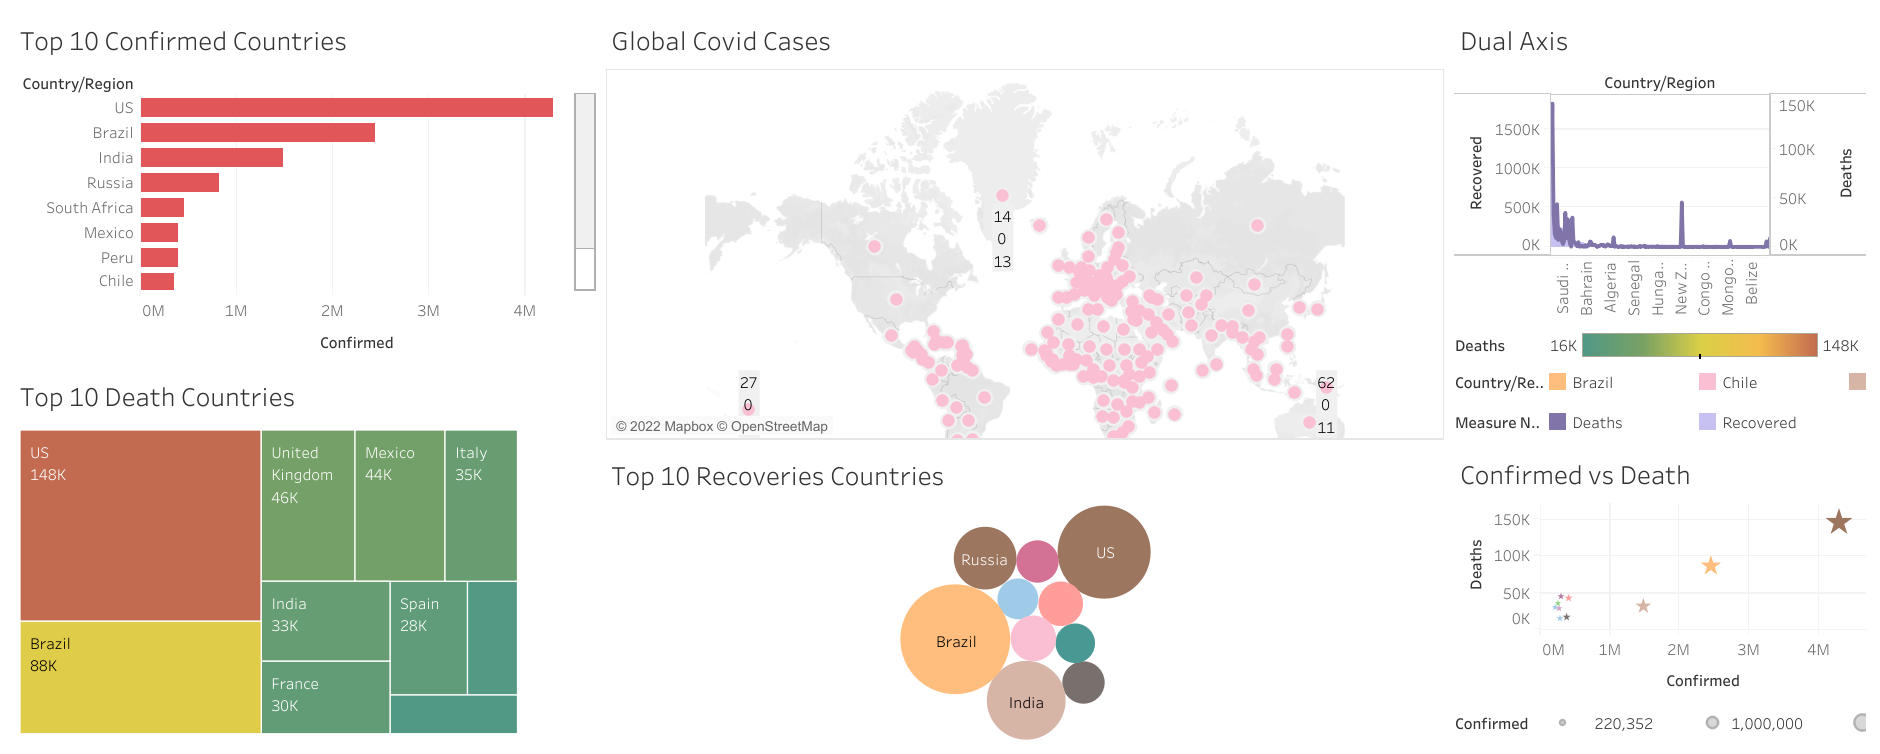 Top 10 Confirmed Countries
Country/Region
US
Brazil
India
Russia
South Africa
Mexico
Peru
Chile
0M 1M 2M 3M 4M
Confirmed
Top 10 Death Countries
US
148K
Brazil
88K
United
Kingdom
46K
Mexico
44K
Italy
35K
India
33K
France
30K
Spain
28K
Global Covid Cases
14
0
13
27
0
62
0
11
© 2022 Mapbox © OpenStreetMap
Top 10 Recoveries Countries
Russia
US
Brazil
India
Dual Axis
Country/Region
Recovered
1500K
1000K
500K
0K
150K
100K
50K
0K
Deaths
Saudi ..
Bahrain
Algeria
Senegal
Hunga..
New Z..
Congo ..
Mongo..
Belize
Deaths 16K 148K
Country/Re.. Brazil Chile
Measure N.. Deaths Recovered
Confirmed vs Death
Deaths
150K
100K
50K
0K
0M 1M 2M 3M 4M
Confirmed
Confirmed 220,352 1,000,000